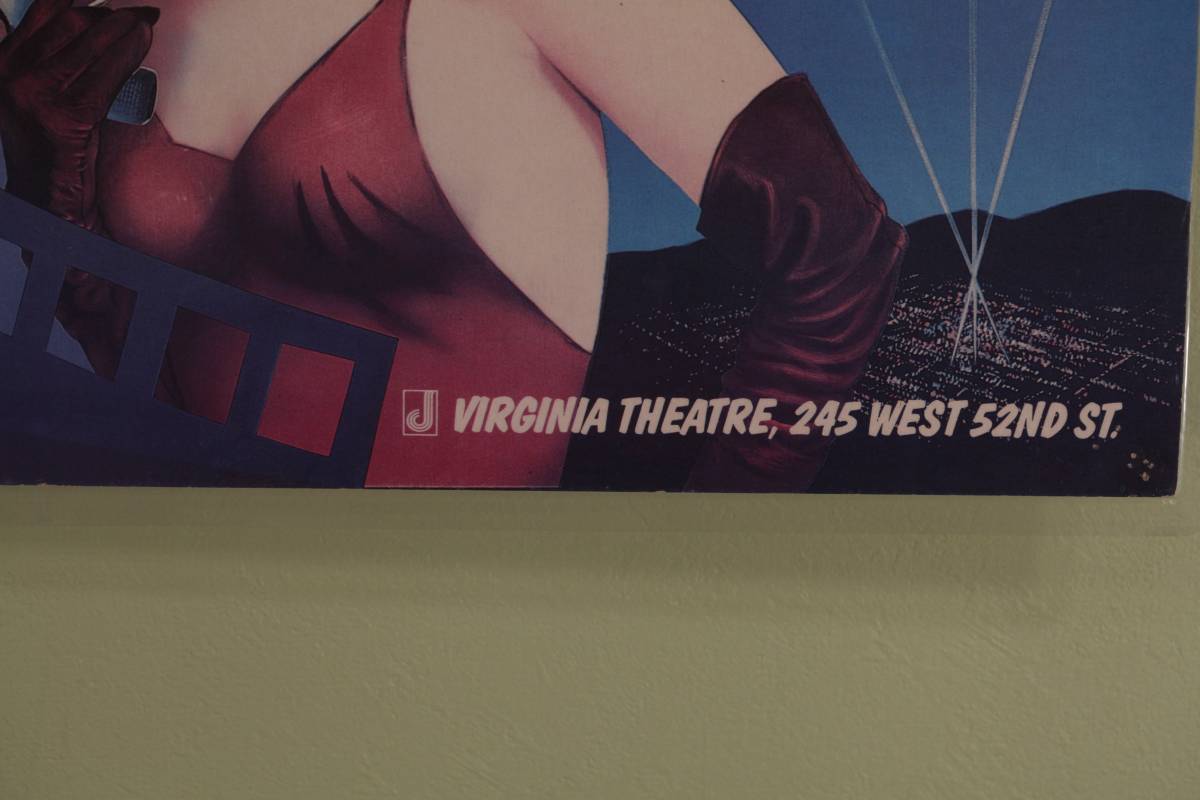 J VIRGINIA THEATRE, 245 WEST 52ND ST.